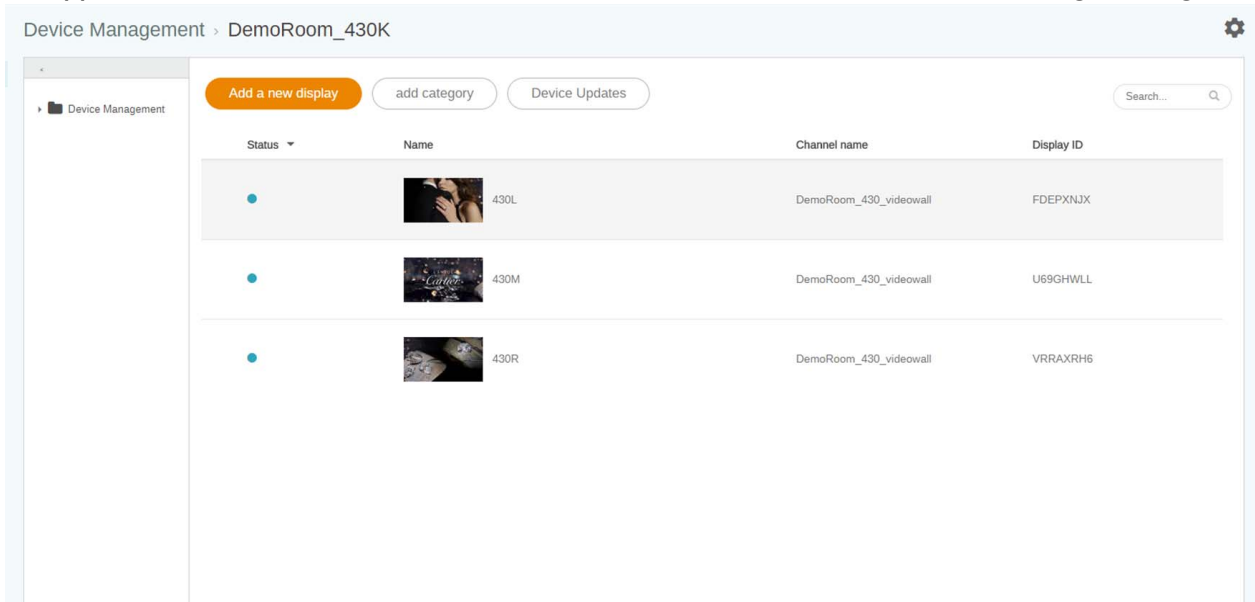 Device Management › DemoRoom_430K
Device Management
Add a new display
add category
Device Updates
Search...
Status Name Channel name Display ID
430L DemoRoom_430_videowall FDEPXNJX
Cartier
430M DemoRoom_430_videowall U69GHWLL
430R DemoRoom_430_videowall VRRAXRH6